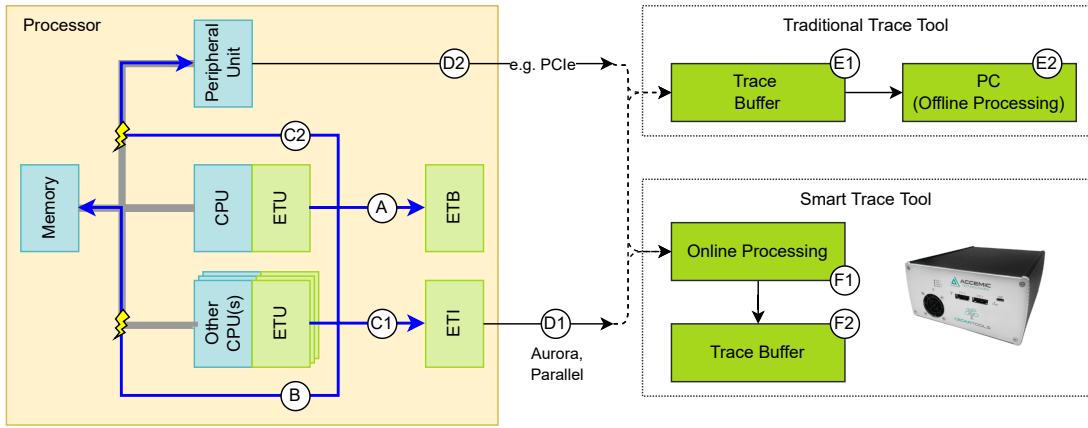 Processor
Peripheral
Unit
D2
e.g. PCIe
C2
Memory
CPU
ETU
A
ETB
Other
CPU(s)
ETU
C1
ETI
D1
Aurora,
Parallel
B
Traditional Trace Tool
Trace
Buffer
E1
PC
(Offline Processing)
E2
Smart Trace Tool
Online Processing
F1
Trace Buffer
F2
ACCEMIC